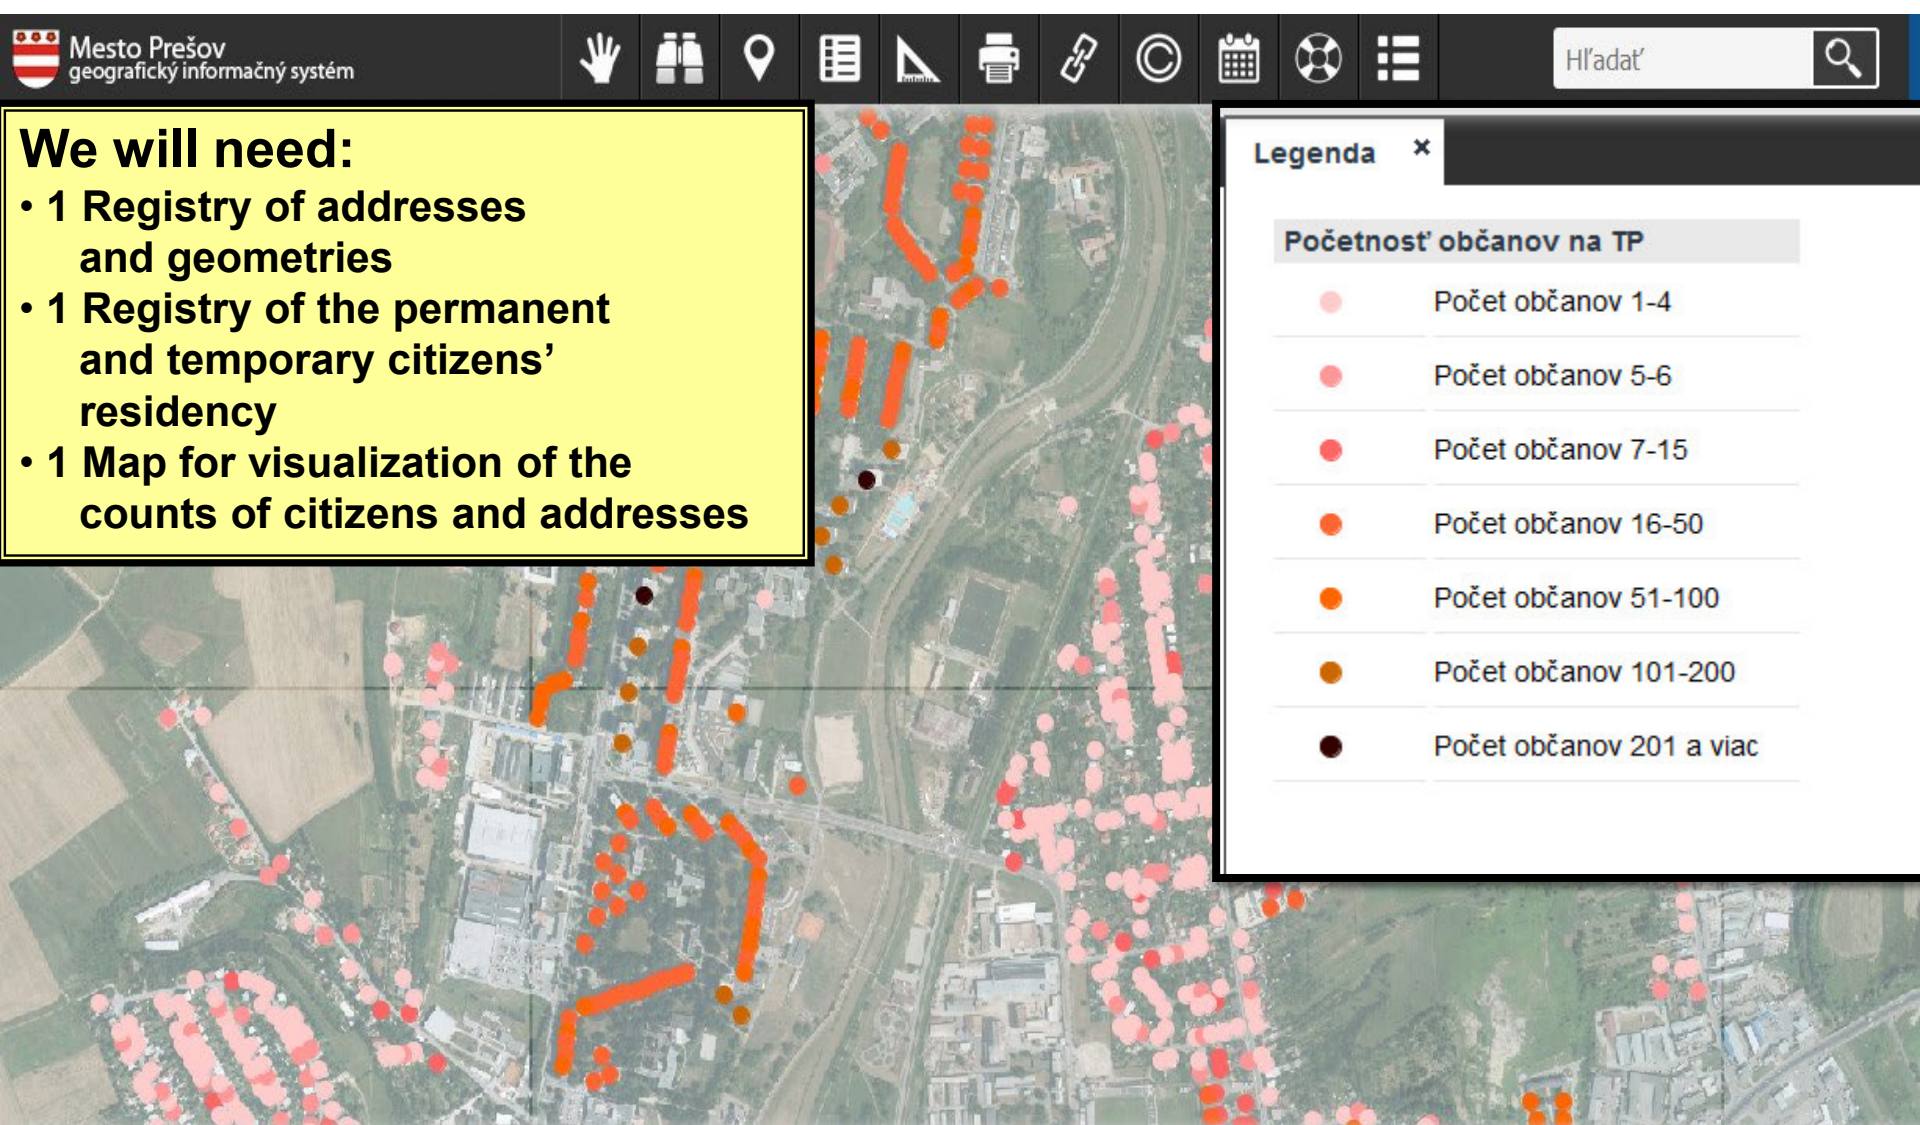 Mesto Prešov
geografický informačný systém
Hľadať
We will need:
• 1 Registry of addresses
and geometries
• 1 Registry of the permanent
and temporary citizens’
residency
• 1 Map for visualization of the
counts of citizens and addresses
Legenda ×
Početnosť občanov na TP
Počet občanov 1-4
Počet občanov 5-6
Počet občanov 7-15
Počet občanov 16-50
Počet občanov 51-100
Počet občanov 101-200
Počet občanov 201 a viac